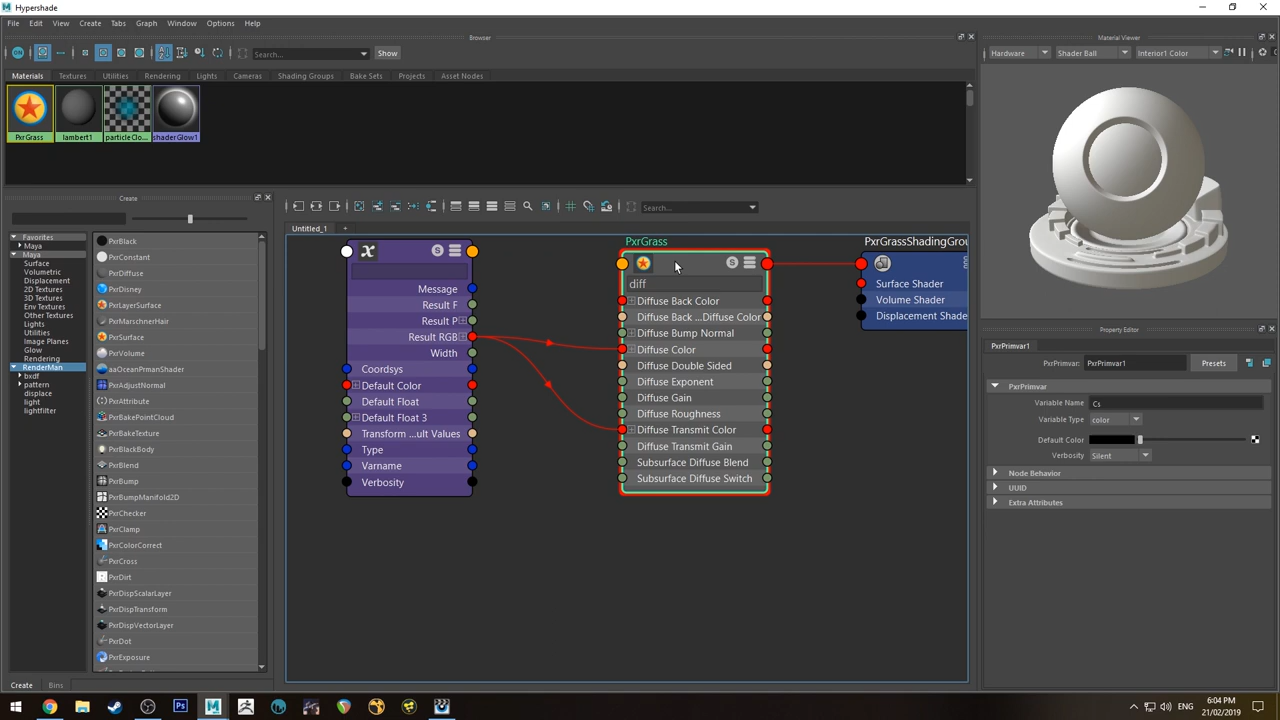 Hypershade
File Edit View Create Tabs Graph Window Options Help
Browser
ON
Search...
Show
Materials Textures Utilities Rendering Lights Cameras Shading Groups Bake Sets Projects Asset Nodes
PxrGrass lambert1 particleClo... shaderGlow1
Create
Favorites
Maya
Maya
Surface
Volumetric
Displacement
2D Textures
3D Textures
Env Textures
Other Textures
Lights
Utilities
Image Planes
Glow
Rendering
RenderMan
bxdf
pattern
displace
light
lightfilter
PxrBlack
PxrConstant
PxrDiffuse
PxrDisney
PxrLayerSurface
PxrMarschnerHair
PxrSurface
PxrVolume
aaOceanPrmanShader
PxrAdjustNormal
PxrAttribute
PxrBakePointCloud
PxrBakeTexture
PxrBlackBody
PxrBlend
PxrBump
PxrBumpManifold2D
PxrChecker
PxrClamp
PxrColorCorrect
PxrCross
PxrDirt
PxrDispScalarLayer
PxrDispTransform
PxrDispVectorLayer
PxrDot
PxrExposure
Create Bins
Search...
Untitled_1 +
Message
Result F
Result P
Result RGB
Width
Coordsys
Default Color
Default Float
Default Float 3
Transform ...ult Values
Type
Varname
Verbosity
PxrGrass
diff
Diffuse Back Color
Diffuse Back ...Diffuse Color
Diffuse Bump Normal
Diffuse Color
Diffuse Double Sided
Diffuse Exponent
Diffuse Gain
Diffuse Roughness
Diffuse Transmit Color
Diffuse Transmit Gain
Subsurface Diffuse Blend
Subsurface Diffuse Switch
PxrGrassShadingGrou
Surface Shader
Volume Shader
Displacement Shade
Material Viewer
Hardware Shader Ball Interior1 Color
Property Editor
PxrPrimvar1
PxrPrimvar: PxrPrimvar1 Presets
PxrPrimvar
Variable Name Cs
Variable Type color
Default Color
Verbosity Silent
Node Behavior
UUID
Extra Attributes
ENG
6:04 PM
21/02/2019